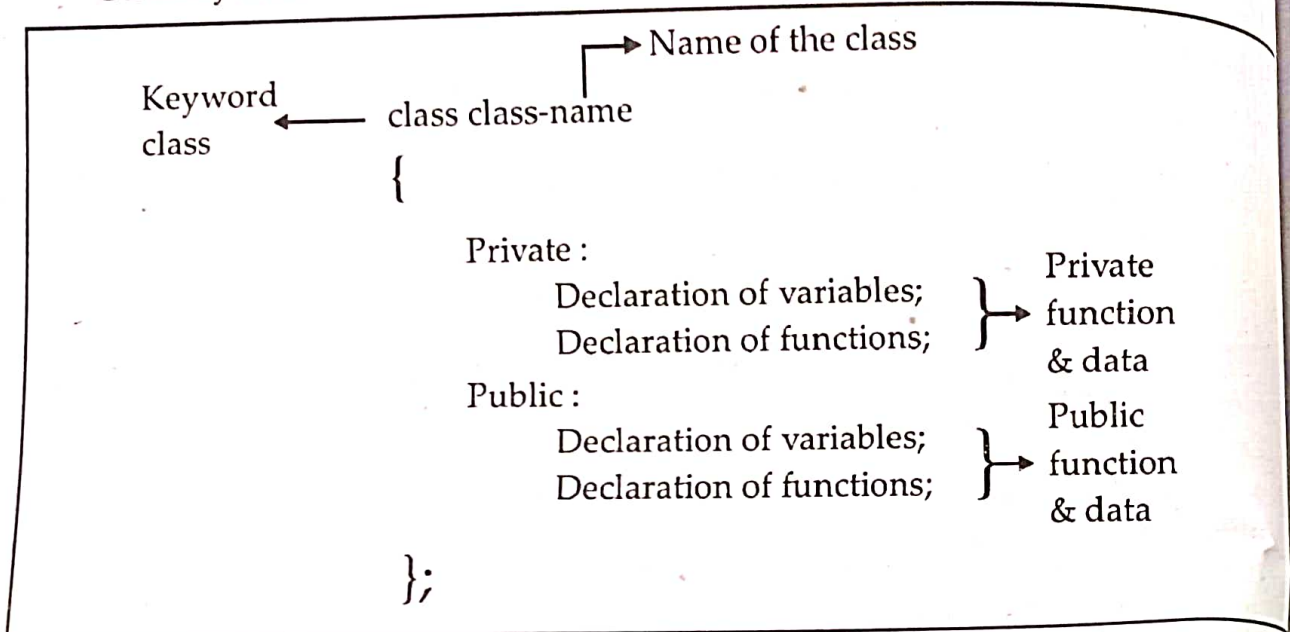 Name of the class
Keyword
class
class class-name
{
Private :
Declaration of variables;
Declaration of functions;
} Private
function
& data
Public :
Declaration of variables;
Declaration of functions;
} Public
function
& data
};